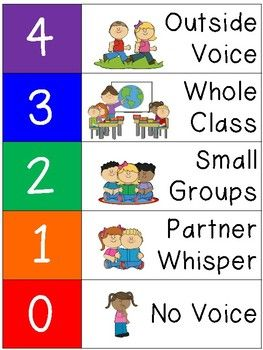 4
Outside
Voice
3
Whole
Class
2
Small
Groups
1
Partner
Whisper
0
No Voice